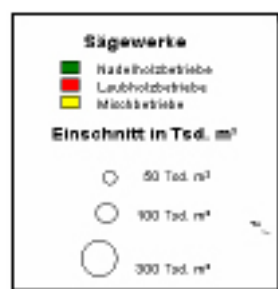 Sägewerke
Nadelholzbetriebe
Laubholzbetriebe
Mischbetriebe
Einschnitt in Tsd. m³
50 Tsd. m³
100 Tsd. m³
300 Tsd. m³